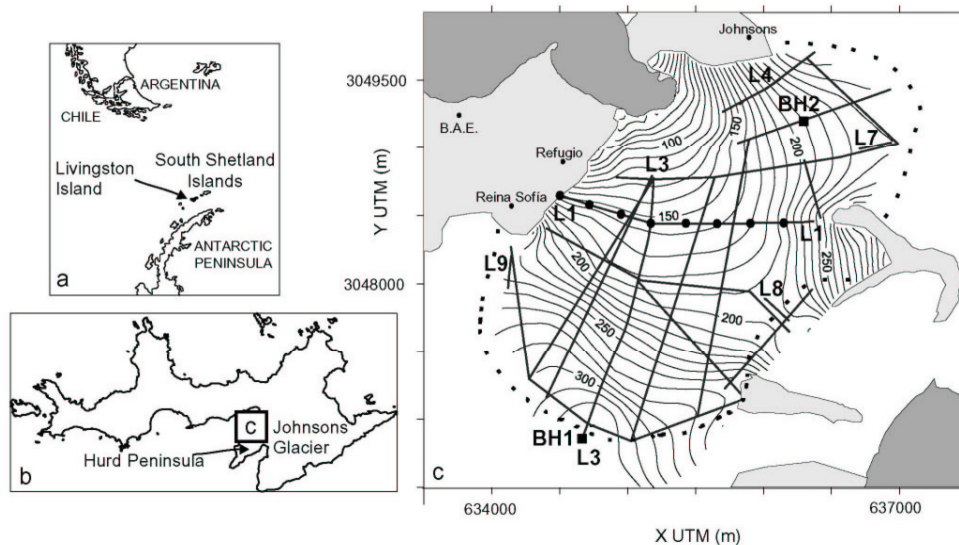 ARGENTINA
CHILE
Livingston
Island
South Shetland
Islands
ANTARCTIC
PENINSULA
a
C
Johnsons
Glacier
Hurd Peninsula
b
Y UTM (m)
3049500
3048000
Johnsons
L4
BH2
150
100
200
L7
B.A.E.
Refugio
L3
Reina Sofía
L1
150
L1
200
250
L9
L8
200
250
300
BH1
L3
c
634000
637000
X UTM (m)